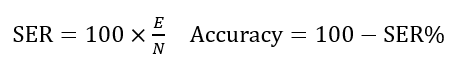 SER = 100 × E/N Accuracy = 100 − SER%